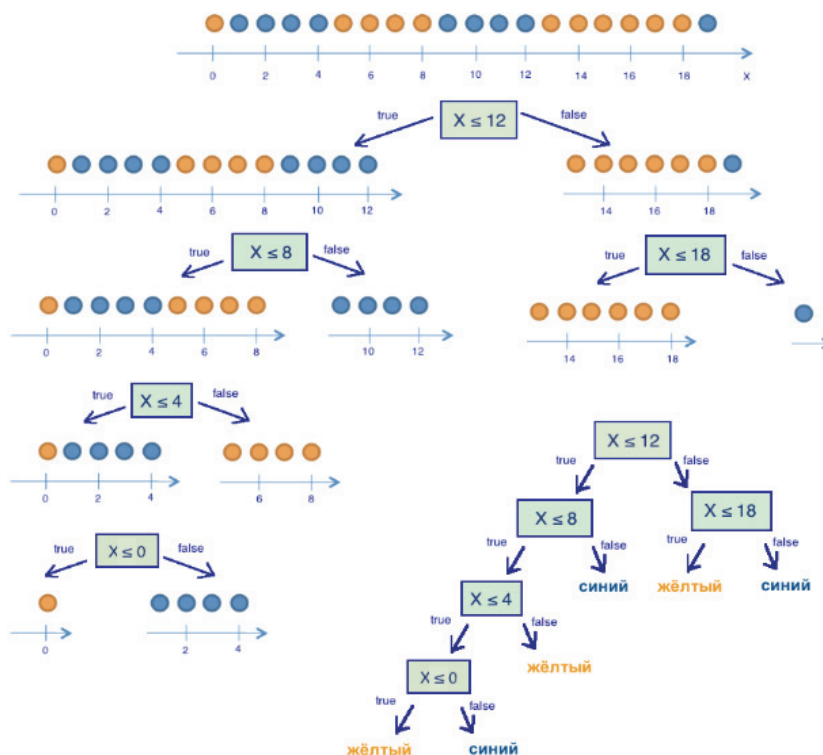 0 2 4 6 8 10 12 14 16 18 X
true X ≤ 12 false
0 2 4 6 8 10 12
14 16 18
true X ≤ 8 false
true X ≤ 18 false
0 2 4 6 8
10 12
14 16 18
true X ≤ 4 false
0 2 4
6 8
true X ≤ 0 false
0
2 4
X ≤ 12
true false
X ≤ 8 X ≤ 18
true false true false
синий жёлтый синий
X ≤ 4
true false
жёлтый
X ≤ 0
true false
жёлтый синий